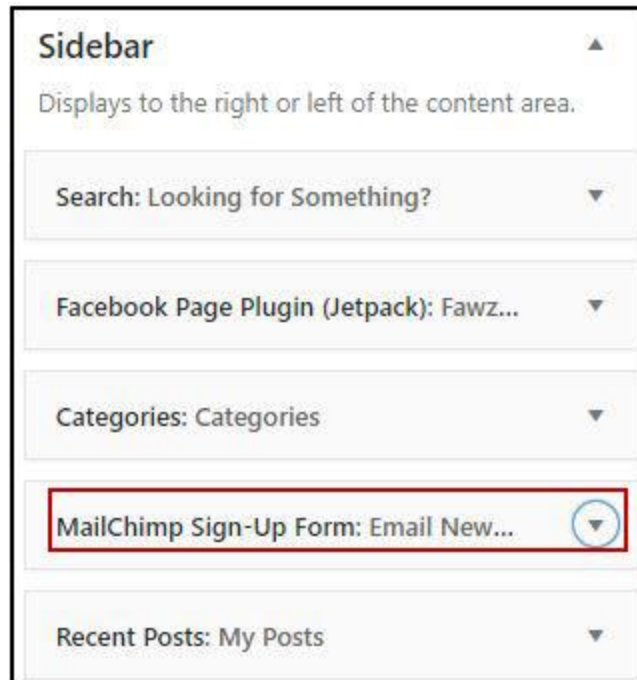 Sidebar
Displays to the right or left of the content area.
Search: Looking for Something?
Facebook Page Plugin (Jetpack): Fawz...
Categories: Categories
MailChimp Sign-Up Form: Email New...
Recent Posts: My Posts